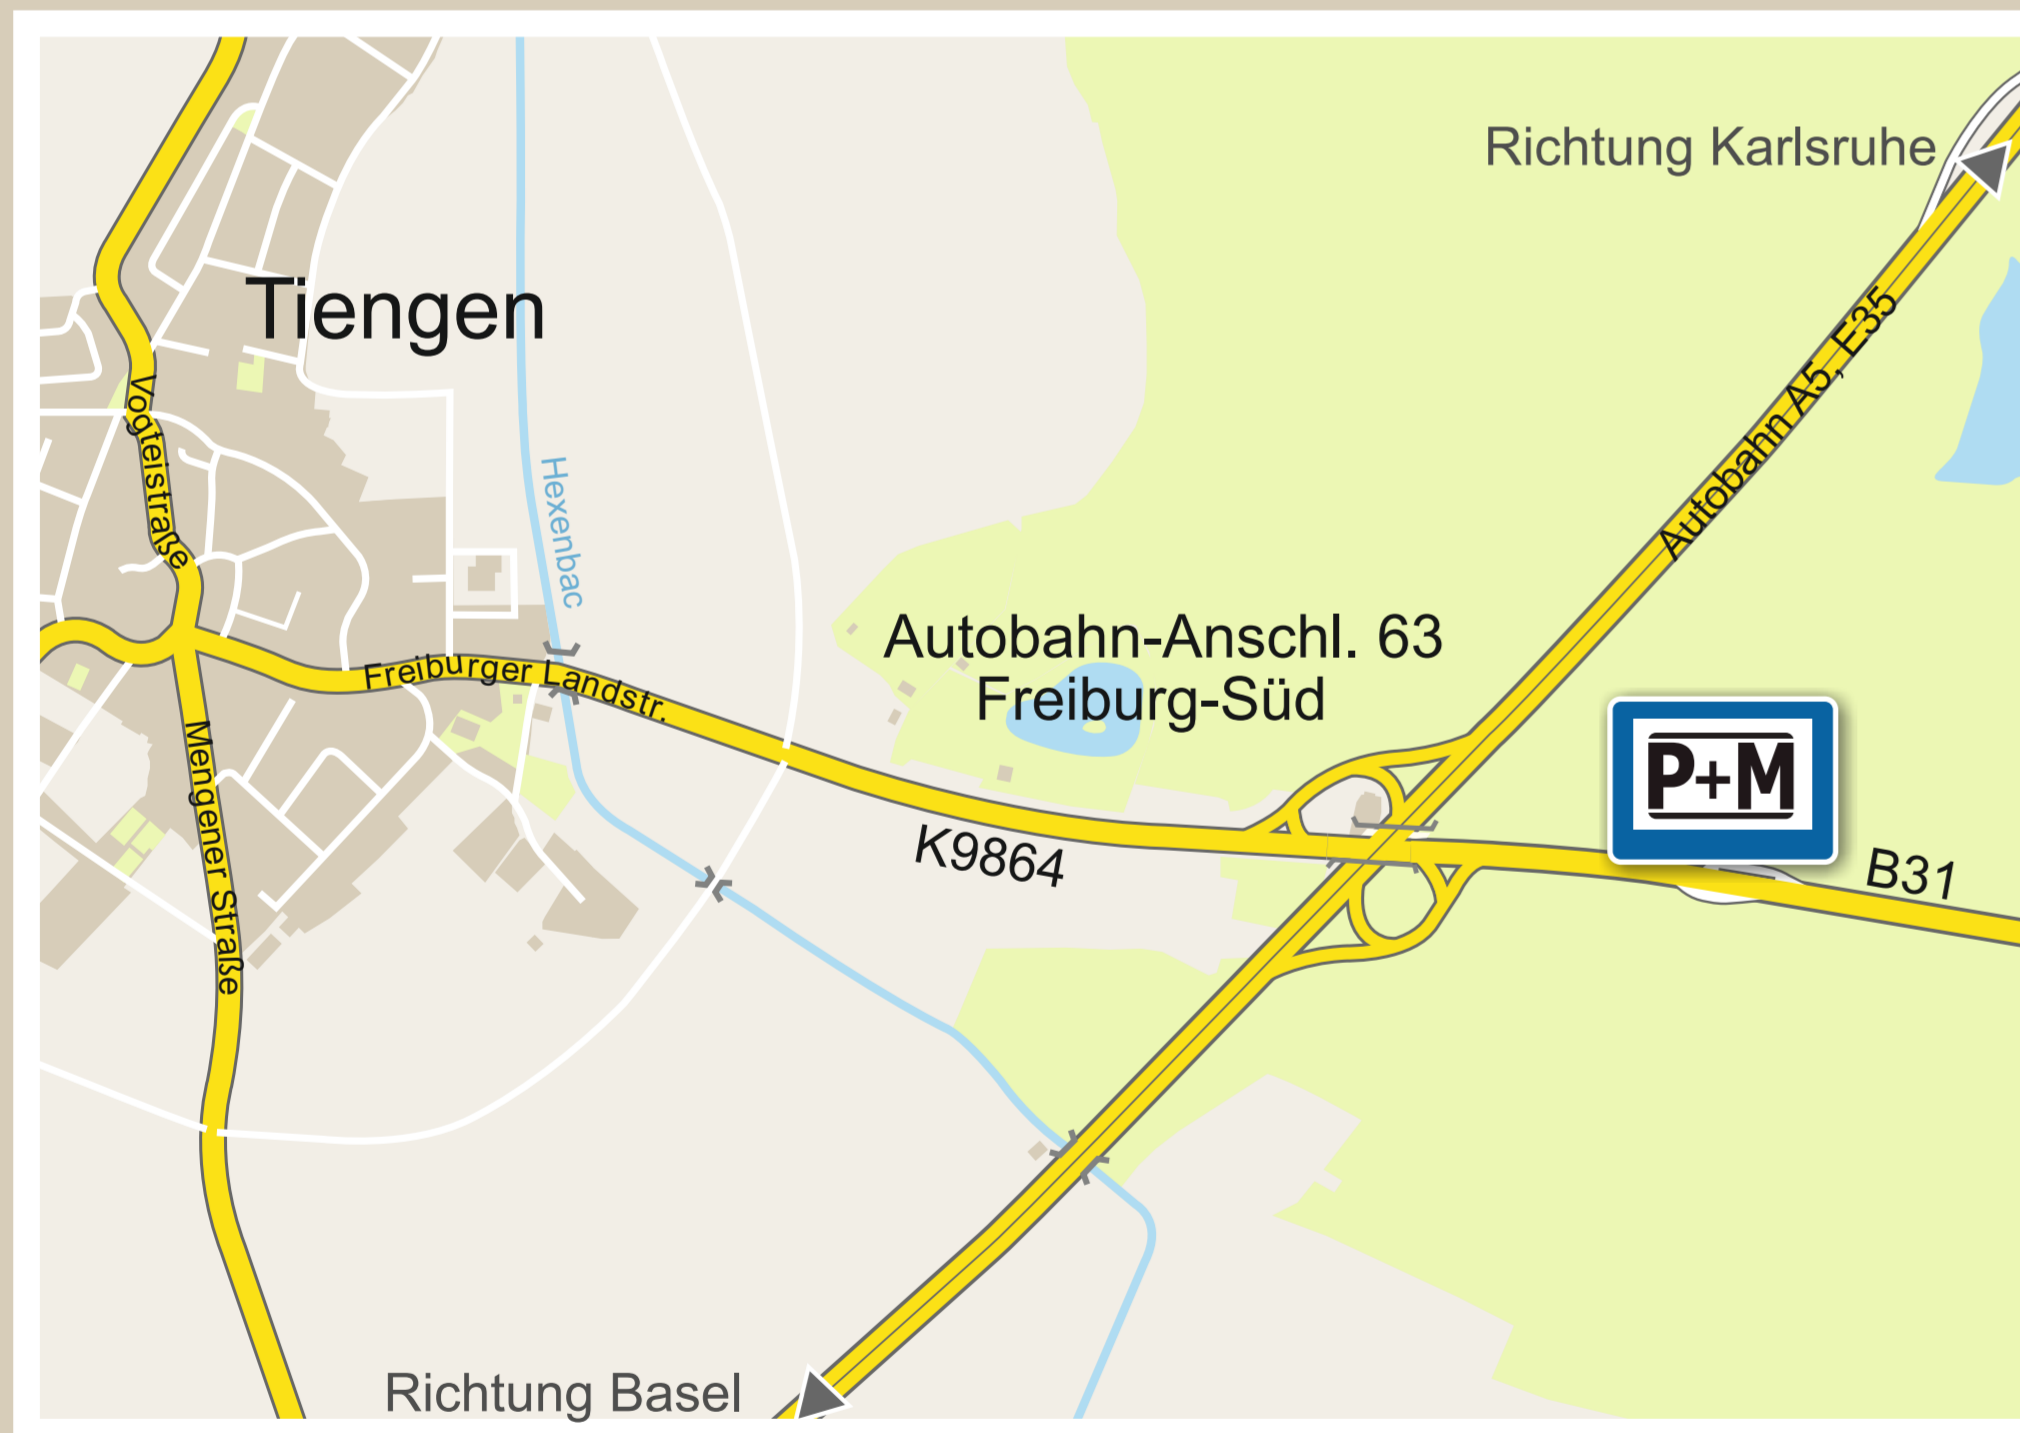 Richtung Karlsruhe
Tiengen
Autobahn A5, E35
Vogteistraße
Hexenbac
Autobahn-Anschl. 63
Freiburg-Süd
Freiburger Landstr.
P+M
Mengener Straße
K9864
B31
Richtung Basel